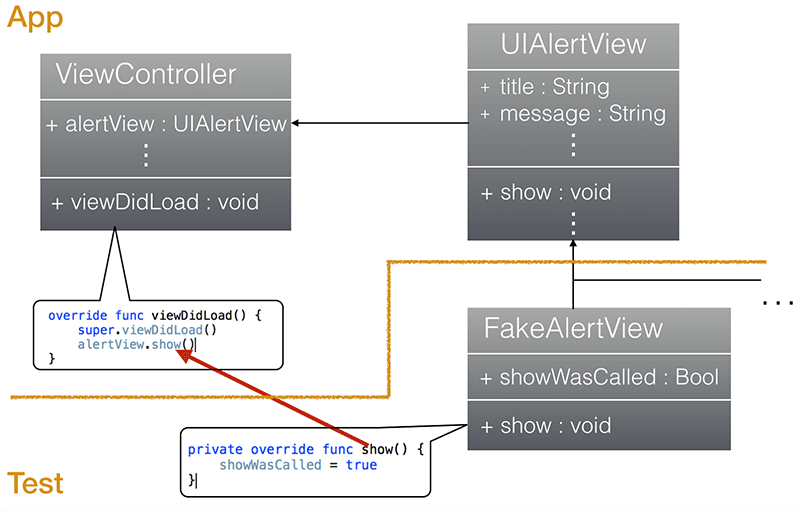 App
ViewController
+ alertView : UIAlertView
⋮
+ viewDidLoad : void
override func viewDidLoad() {
super.viewDidLoad()
alertView.show()
}
UIAlertView
+ title : String
+ message : String
⋮
+ show : void
⋮
...
FakeAlertView
+ showWasCalled : Bool
+ show : void
private override func show() {
showWasCalled = true
}
Test